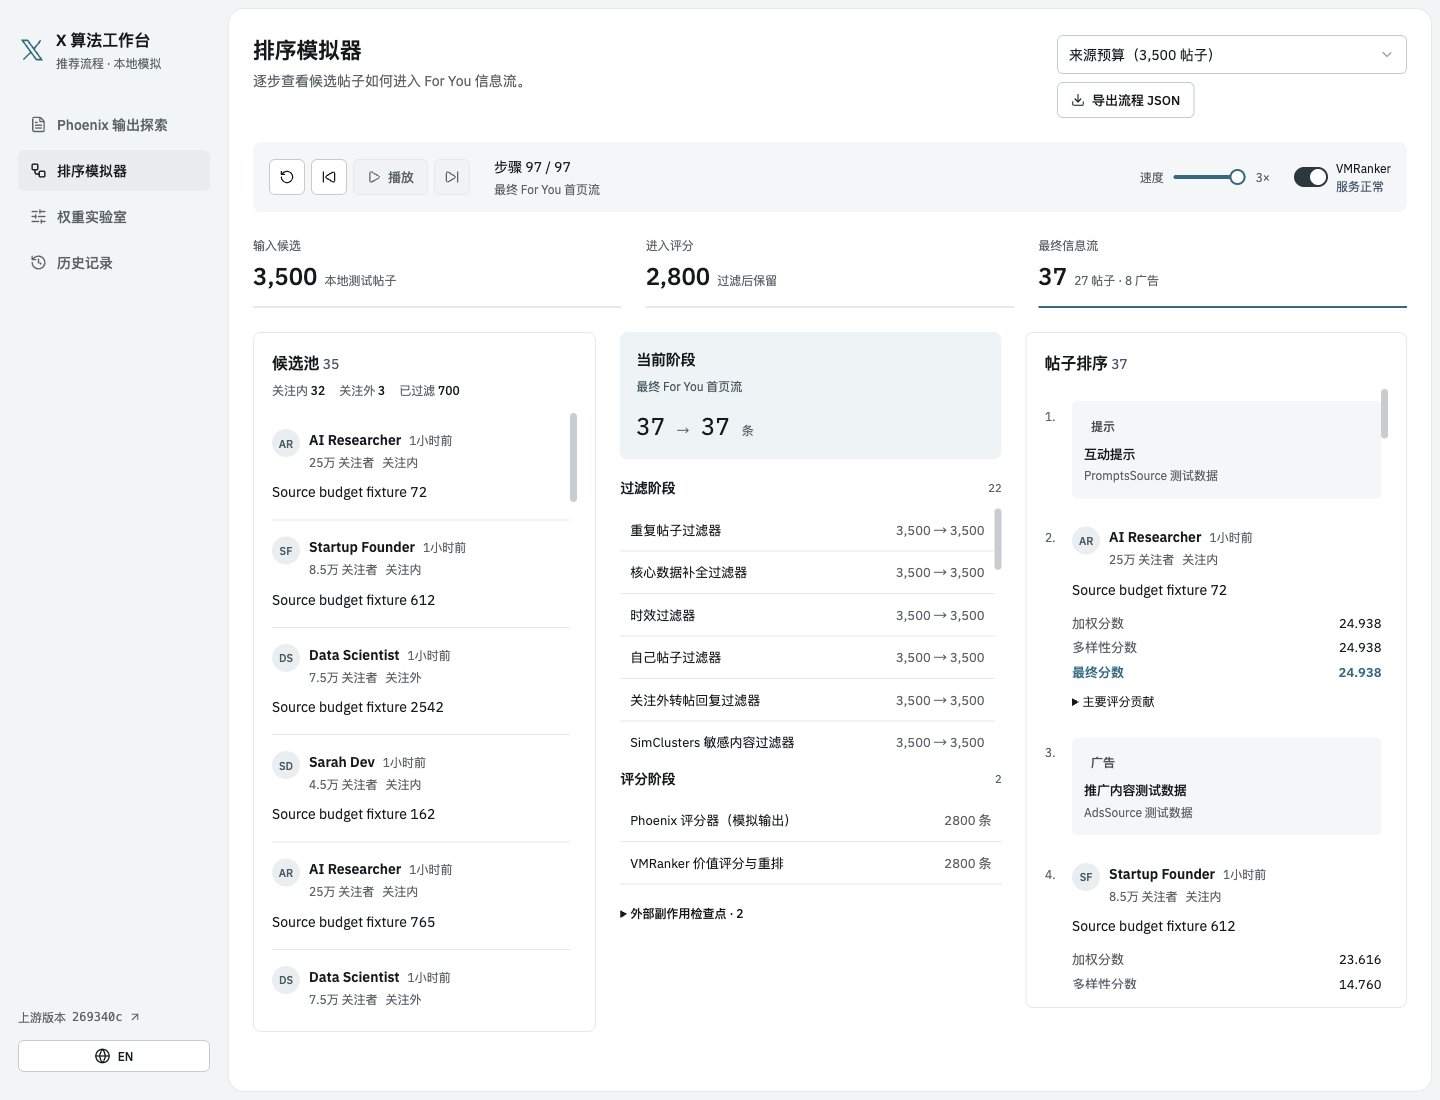 X 算法工作台
推荐流程 · 本地模拟
Phoenix 输出探索
排序模拟器
权重实验室
历史记录
上游版本 269340c ↗
EN
排序模拟器
逐步查看候选帖子如何进入 For You 信息流。
来源预算（3,500 帖子）
导出流程 JSON
播放
步骤 97 / 97
最终 For You 首页流
速度 3×
VMRanker
服务正常
输入候选
3,500 本地测试帖子
进入评分
2,800 过滤后保留
最终信息流
37 27 帖子 · 8 广告
候选池 35
关注内 32 关注外 3 已过滤 700
AR AI Researcher 1小时前
25万 关注者 关注内
Source budget fixture 72
SF Startup Founder 1小时前
8.5万 关注者 关注内
Source budget fixture 612
DS Data Scientist 1小时前
7.5万 关注者 关注外
Source budget fixture 2542
SD Sarah Dev 1小时前
4.5万 关注者 关注内
Source budget fixture 162
AR AI Researcher 1小时前
25万 关注者 关注内
Source budget fixture 765
DS Data Scientist 1小时前
7.5万 关注者 关注外
当前阶段
最终 For You 首页流
37 → 37 条
过滤阶段 22
重复帖子过滤器 3,500 → 3,500
核心数据补全过滤器 3,500 → 3,500
时效过滤器 3,500 → 3,500
自己帖子过滤器 3,500 → 3,500
关注外转帖回复过滤器 3,500 → 3,500
SimClusters 敏感内容过滤器 3,500 → 3,500
评分阶段 2
Phoenix 评分器（模拟输出） 2800 条
VMRanker 价值评分与重排 2800 条
▶ 外部副作用检查点 · 2
帖子排序 37
1. 提示
互动提示
PromptsSource 测试数据
2. AR AI Researcher 1小时前
25万 关注者 关注内
Source budget fixture 72
加权分数 24.938
多样性分数 24.938
最终分数 24.938
▶ 主要评分贡献
3. 广告
推广内容测试数据
AdsSource 测试数据
4. SF Startup Founder 1小时前
8.5万 关注者 关注内
Source budget fixture 612
加权分数 23.616
多样性分数 14.760